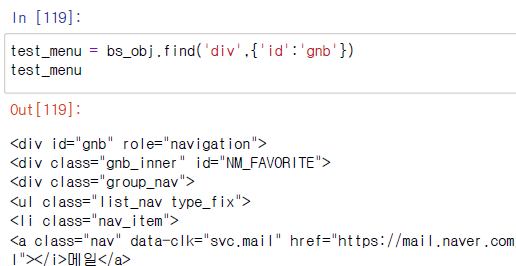 In [119]:
test_menu = bs_obj.find('div',{'id':'gnb'})
test_menu
Out[119]:
<div id="gnb" role="navigation">
<div class="gnb_inner" id="NM_FAVORITE">
<div class="group_nav">
<ul class="list_nav type_fix">
<li class="nav_item">
<a class="nav" data-clk="svc.mail" href="https://mail.naver.com
l"></i>메일</a>